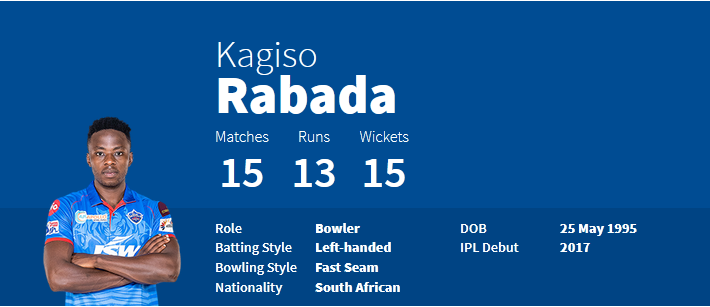 Kagiso
Rabada
Matches Runs Wickets
15 13 15
Role Bowler DOB 25 May 1995
Batting Style Left-handed IPL Debut 2017
Bowling Style Fast Seam
Nationality South African
JSW